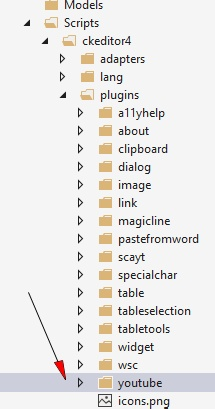 Models
Scripts
ckeditor4
adapters
lang
plugins
a11yhelp
about
clipboard
dialog
image
link
magicline
pastefromword
scayt
specialchar
table
tableselection
tabletools
widget
wsc
youtube
icons.png